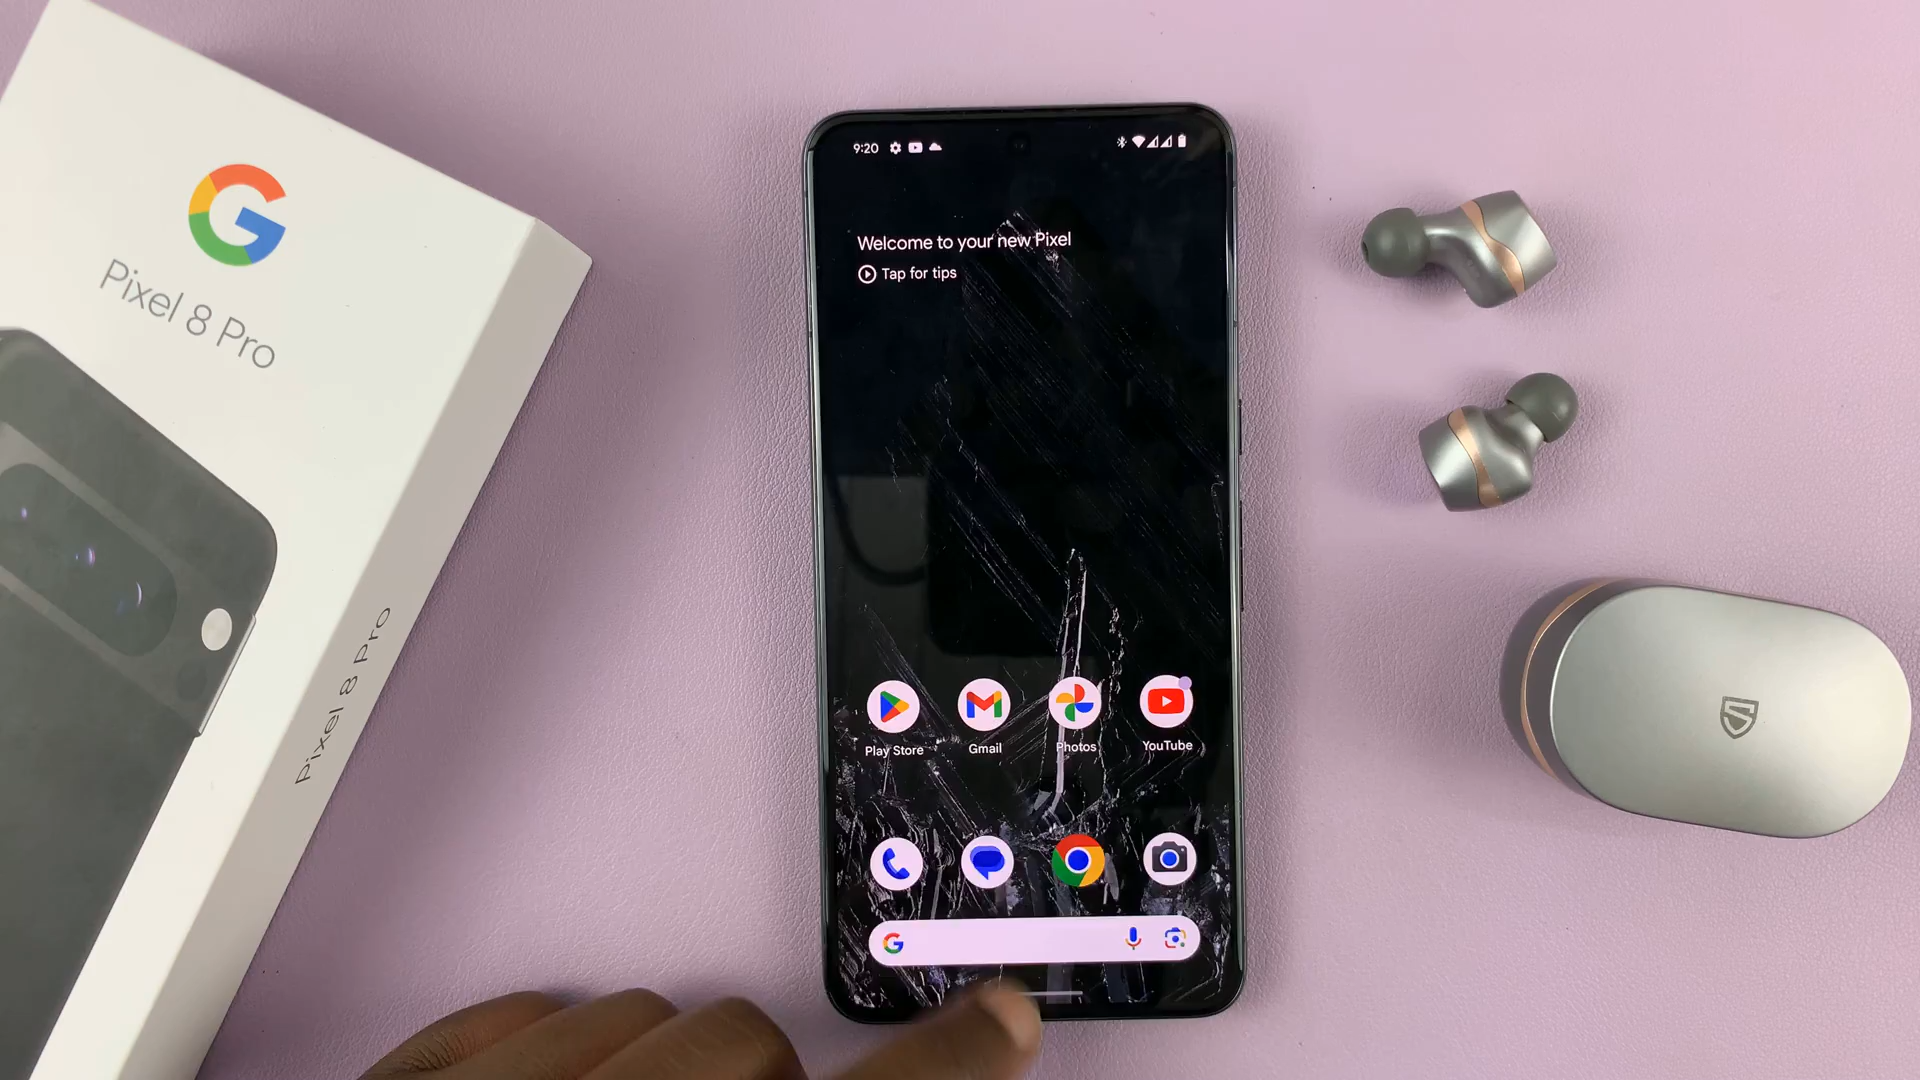 Pixel 8 Pro
Pixel 8 Pro
9:20
Welcome to your new Pixel
Tap for tips
Play Store
Gmail
Photos
YouTube